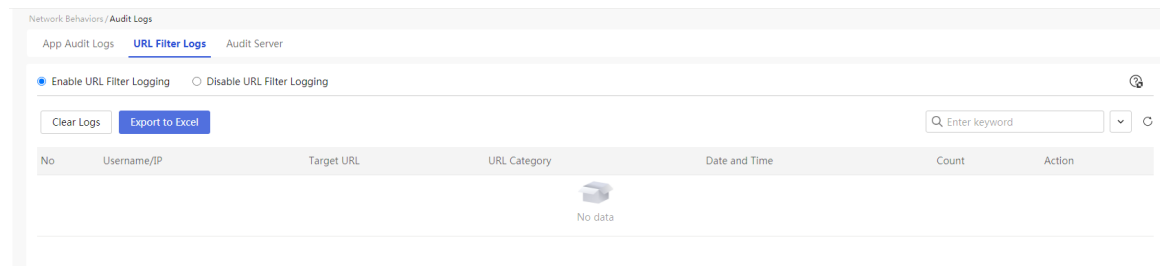 Network Behaviors / Audit Logs
App Audit Logs URL Filter Logs Audit Server
Enable URL Filter Logging Disable URL Filter Logging
Clear Logs Export to Excel Enter keyword
No Username/IP Target URL URL Category Date and Time Count Action
No data